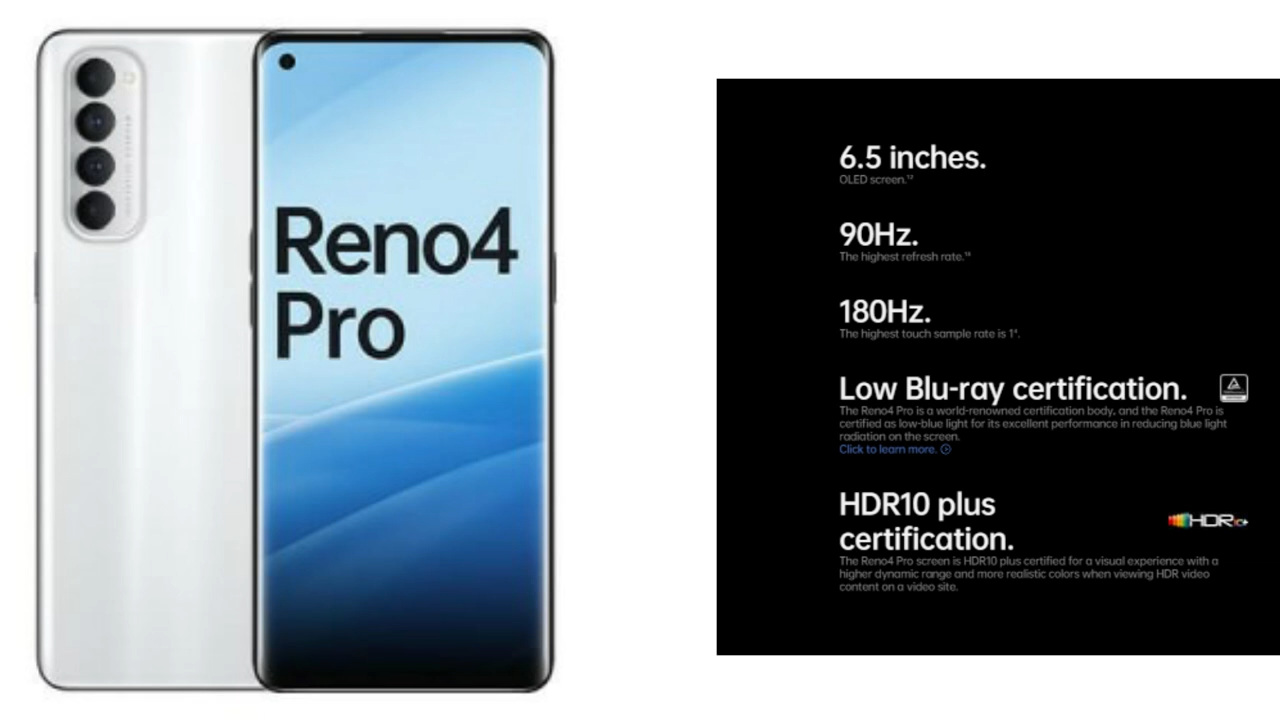 Reno4
Pro
6.5 inches.
OLED screen.¹²
90Hz.
The highest refresh rate.¹³
180Hz.
The highest touch sample rate is 1⁴.
Low Blu-ray certification.
The Reno4 Pro is a world-renowned certification body, and the Reno4 Pro is
certified as low-blue light for its excellent performance in reducing blue light
radiation on the screen.
Click to learn more.
HDR10 plus
certification.
HDR10+
The Reno4 Pro screen is HDR10 plus certified for a visual experience with a
higher dynamic range and more realistic colors when viewing HDR video
content on a video site.